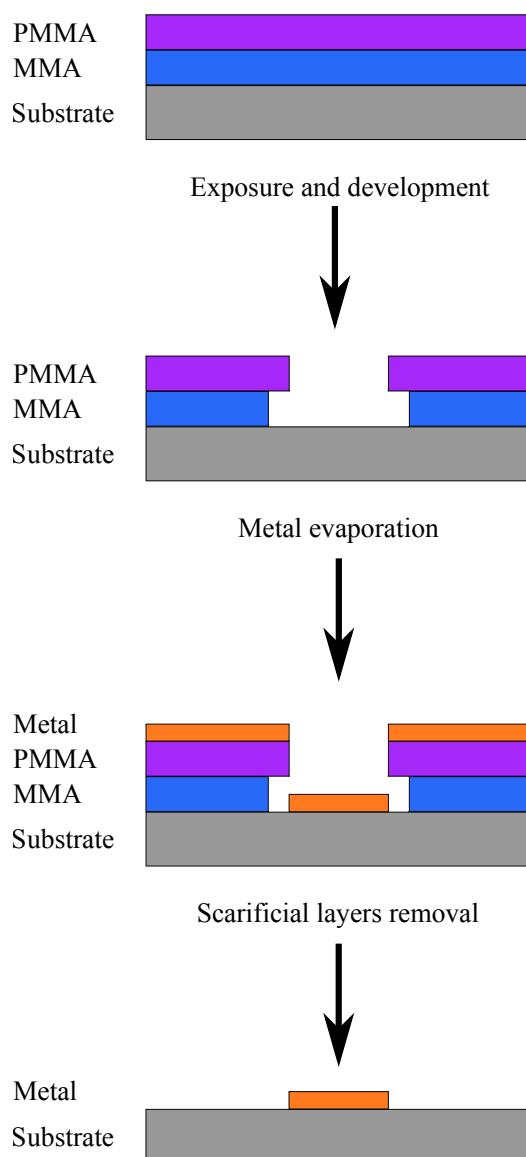 PMMA
MMA
Substrate
Exposure and development
PMMA
MMA
Substrate
Metal evaporation
Metal
PMMA
MMA
Substrate
Scarificial layers removal
Metal
Substrate